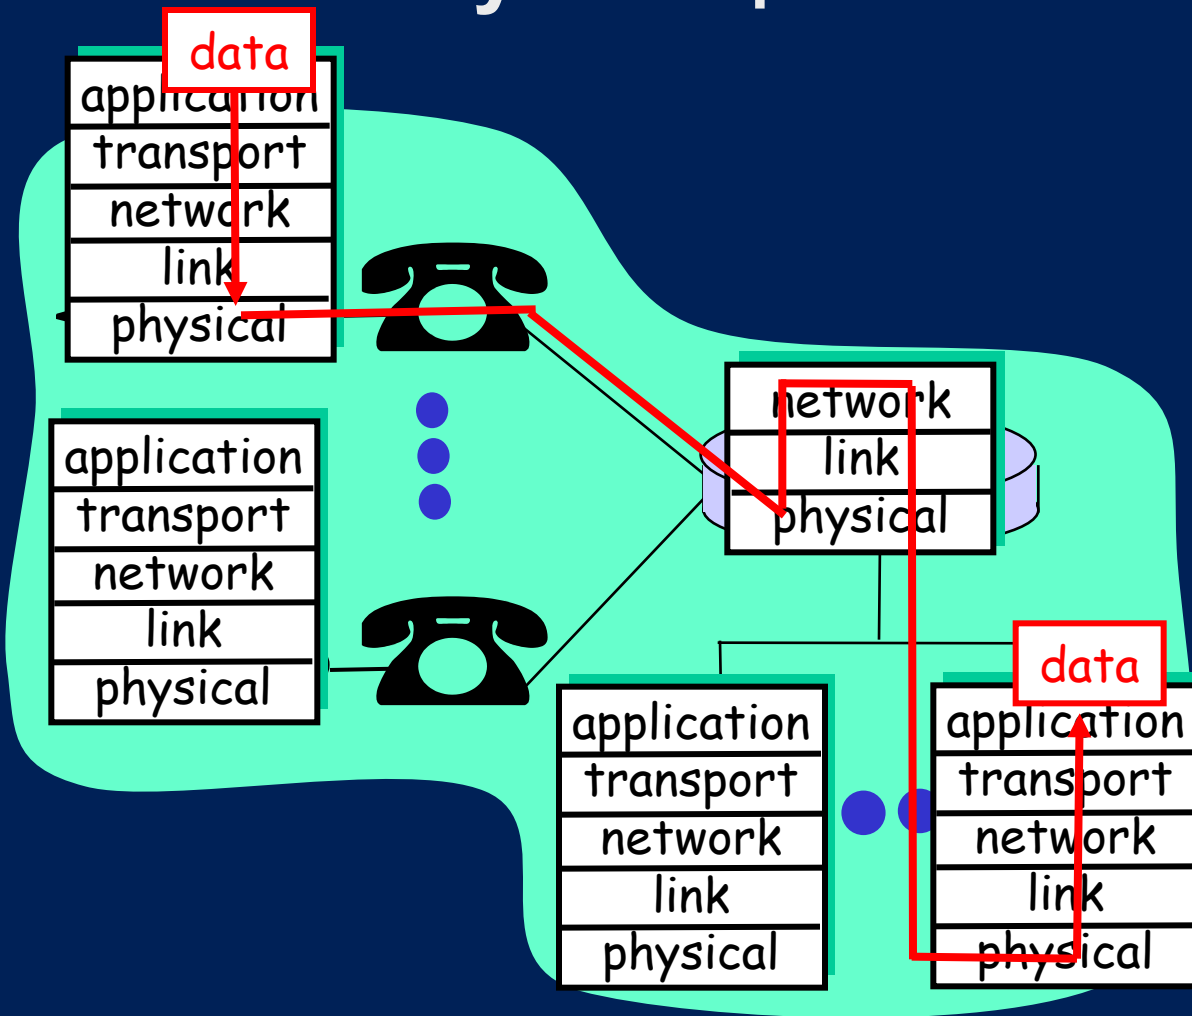 data
application
transport
network
link
physical
application
transport
network
link
physical
network
link
physical
application
transport
network
link
physical
data
application
transport
network
link
physical